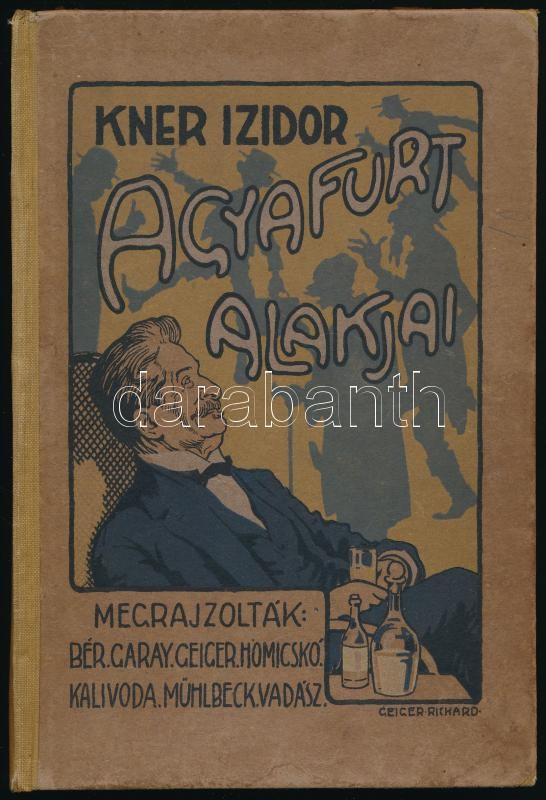 KNER IZIDOR
AGYAFURT
ALAKJAI
darabanth
MEGRAJZOLTÁK:
BÉR. GARAY. GEIGER. HOMICSKÓ.
KALIVODA. MÜHLBECK. VADÁSZ.
GEIGER·RICHARD·